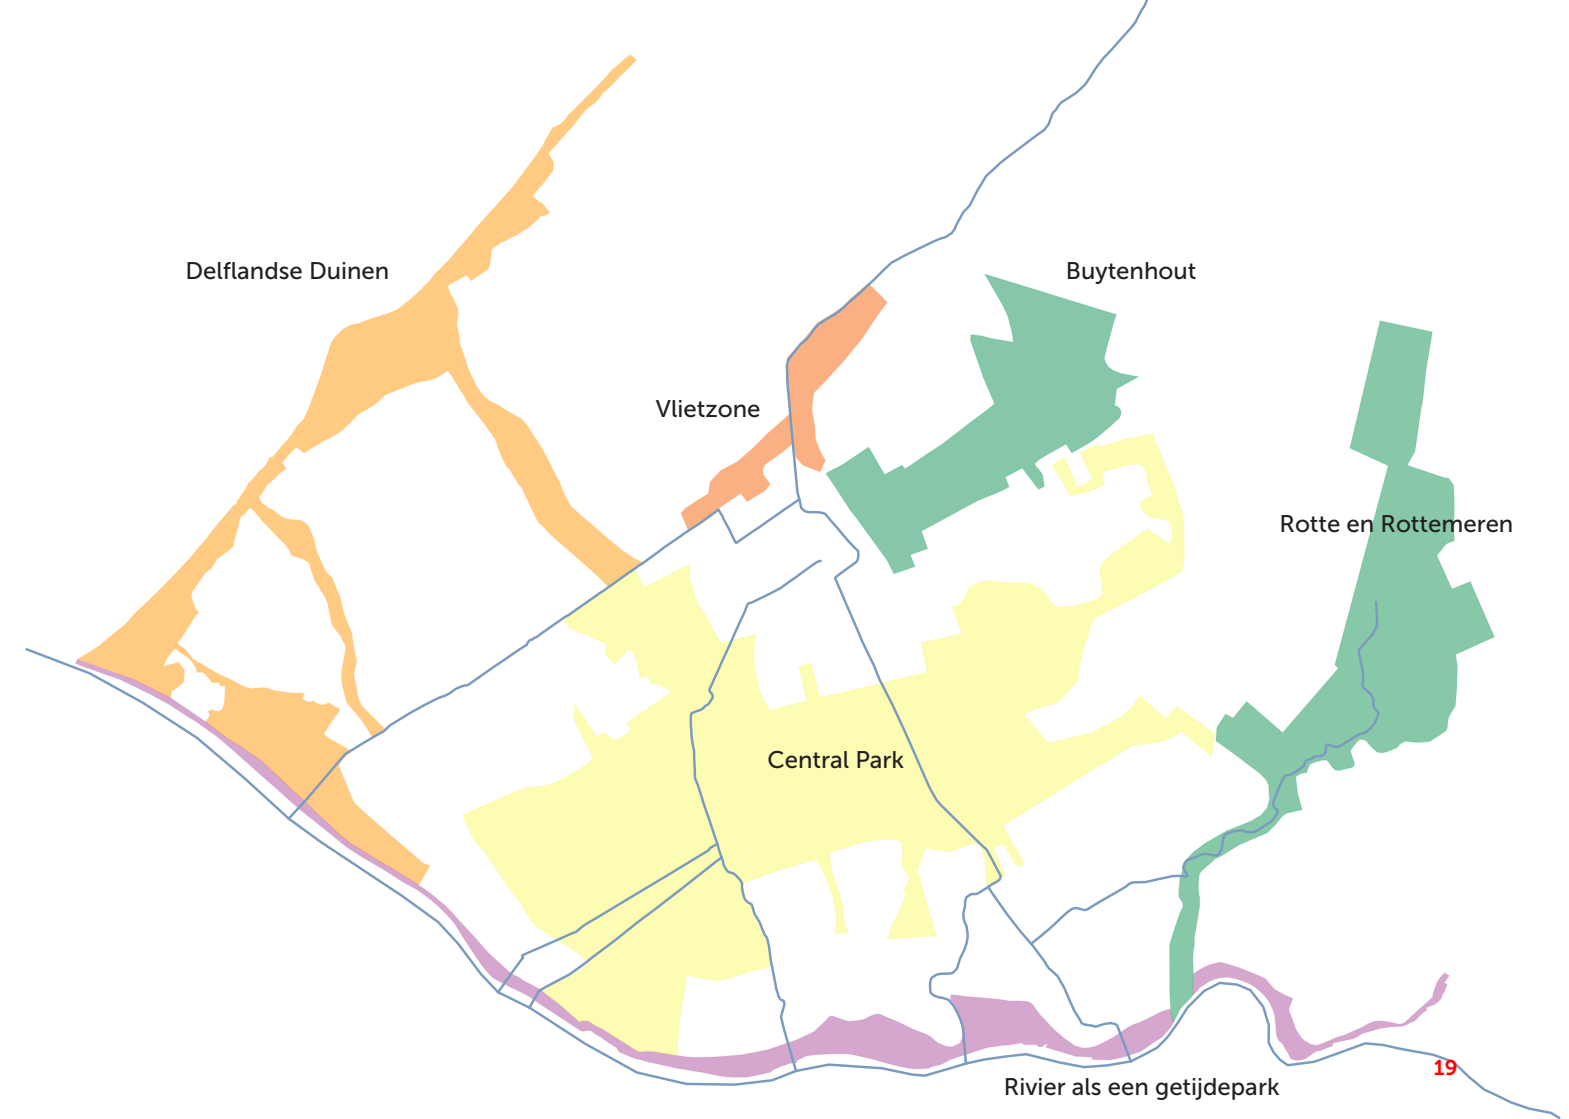 Delflandse Duinen
Buytenhout
Vlietzone
Rotte en Rottemeren
Central Park
Rivier als een getijdepark
19